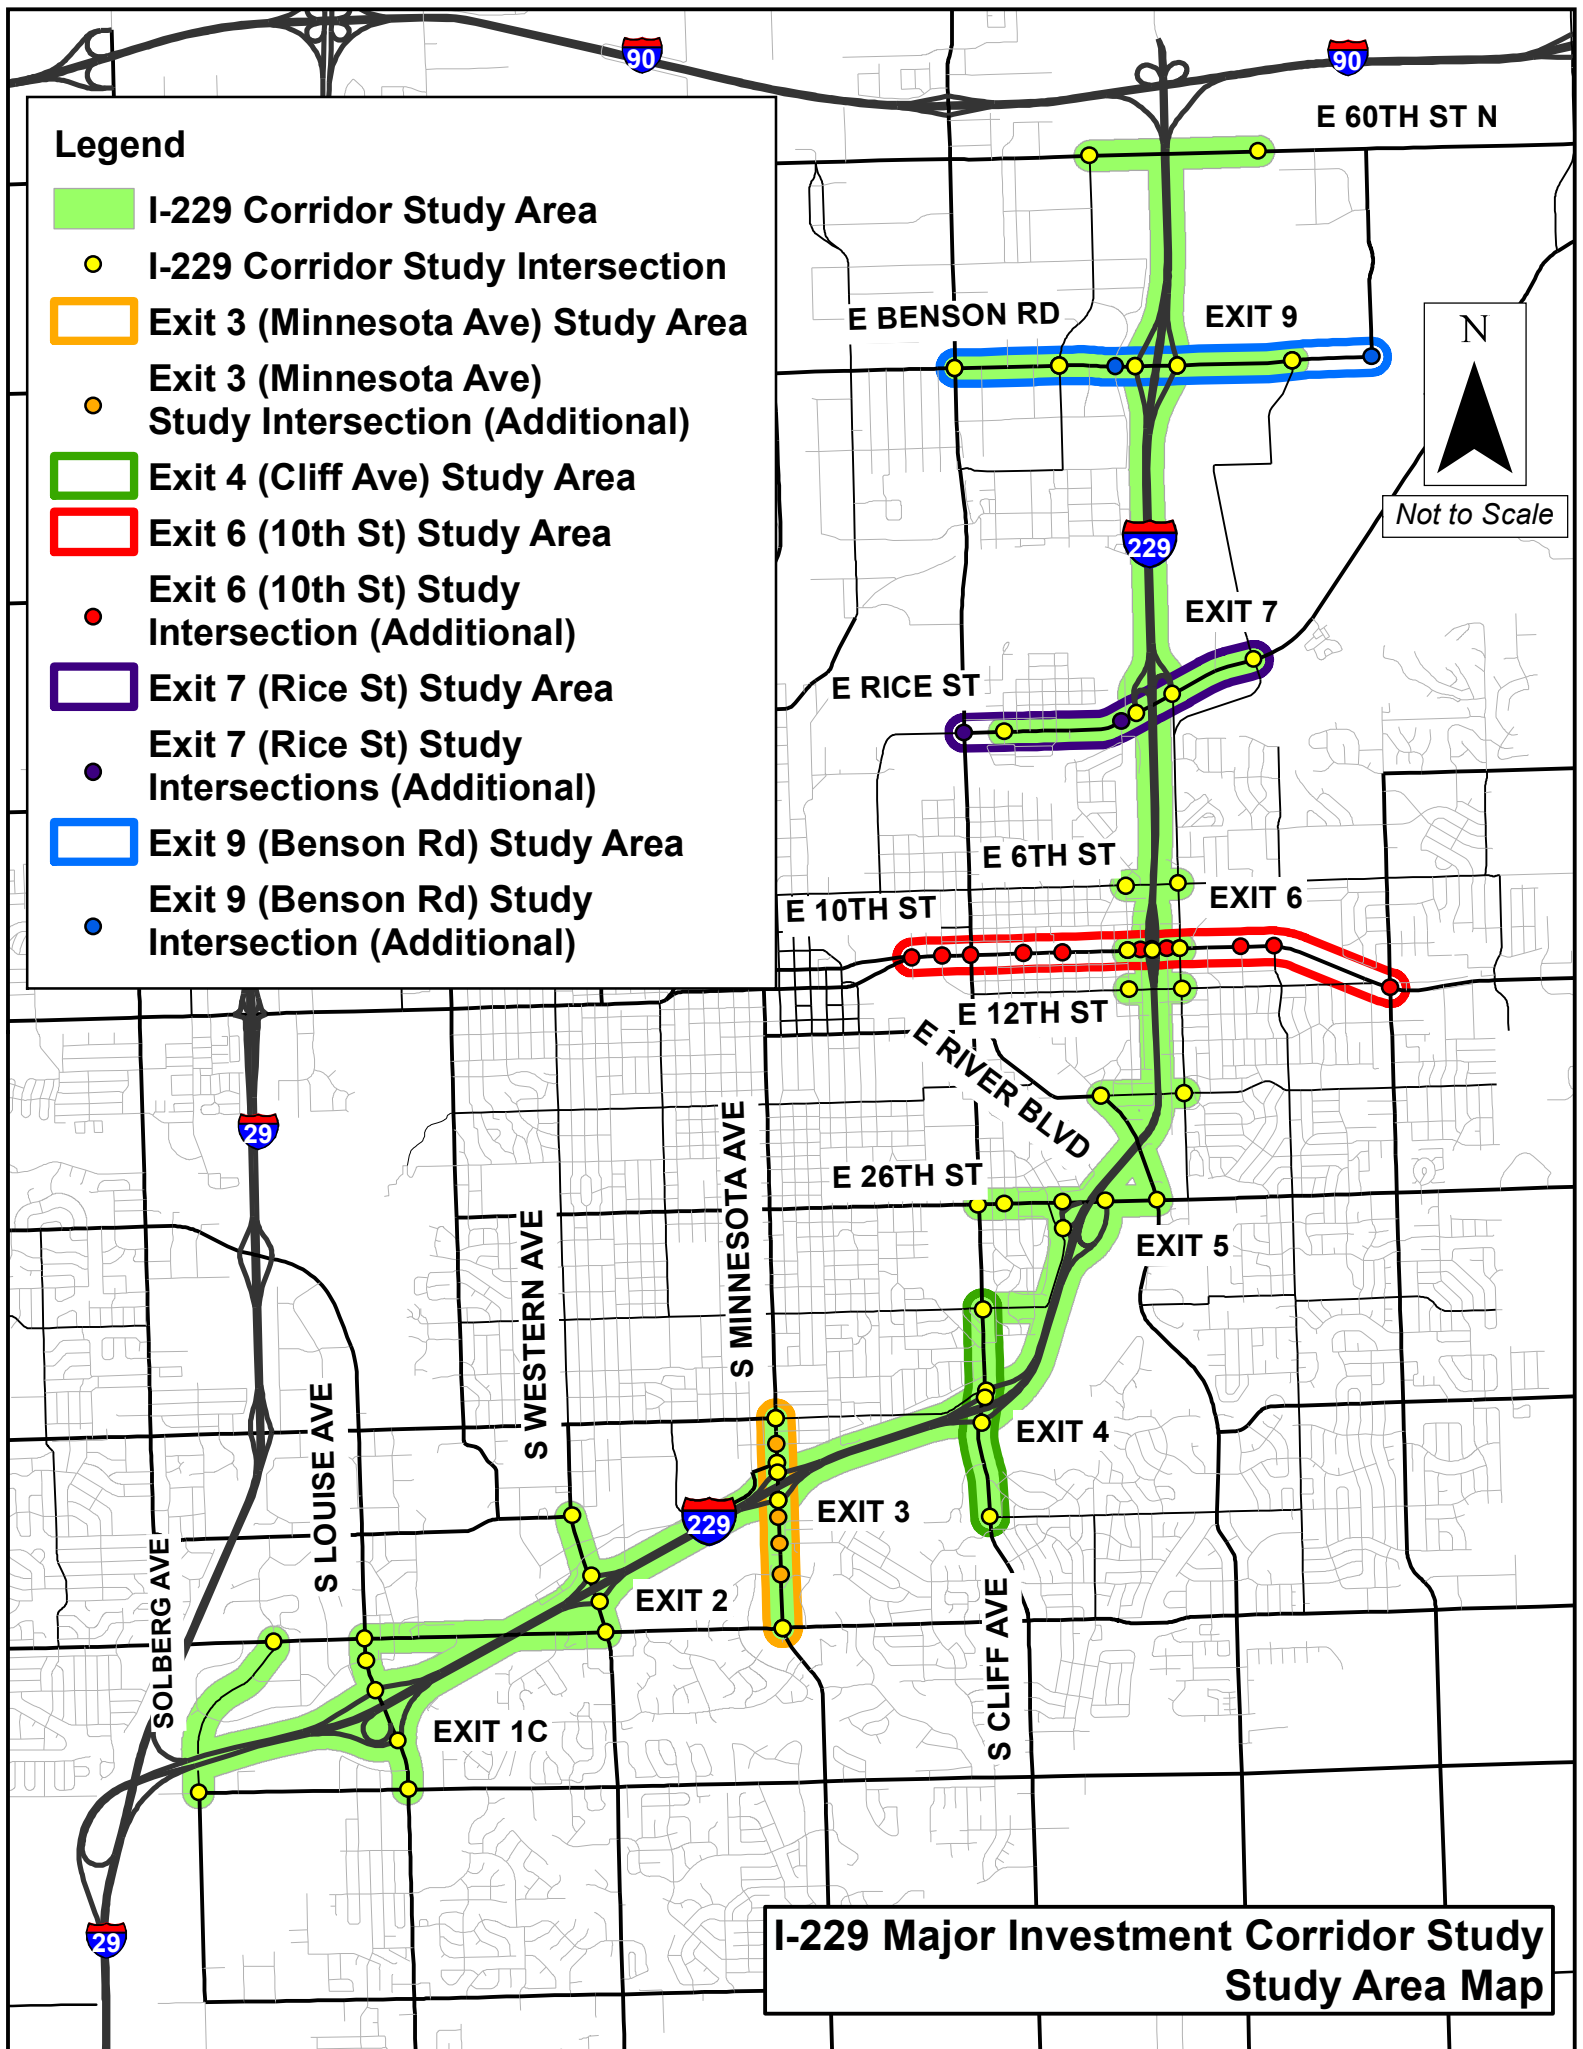 90
90
E 60TH ST N
Legend
I-229 Corridor Study Area
I-229 Corridor Study Intersection
Exit 3 (Minnesota Ave) Study Area
Exit 3 (Minnesota Ave)
Study Intersection (Additional)
Exit 4 (Cliff Ave) Study Area
Exit 6 (10th St) Study Area
Exit 6 (10th St) Study
Intersection (Additional)
Exit 7 (Rice St) Study Area
Exit 7 (Rice St) Study
Intersections (Additional)
Exit 9 (Benson Rd) Study Area
Exit 9 (Benson Rd) Study
Intersection (Additional)
E BENSON RD
EXIT 9
N
Not to Scale
229
EXIT 7
E RICE ST
E 6TH ST
EXIT 6
E 10TH ST
E 12TH ST
E RIVER BLVD
29
S MINNESOTA AVE
E 26TH ST
S WESTERN AVE
EXIT 5
S LOUISE AVE
EXIT 4
229
EXIT 3
SOLBERG AVE
EXIT 2
S CLIFF AVE
EXIT 1C
29
I-229 Major Investment Corridor Study
Study Area Map